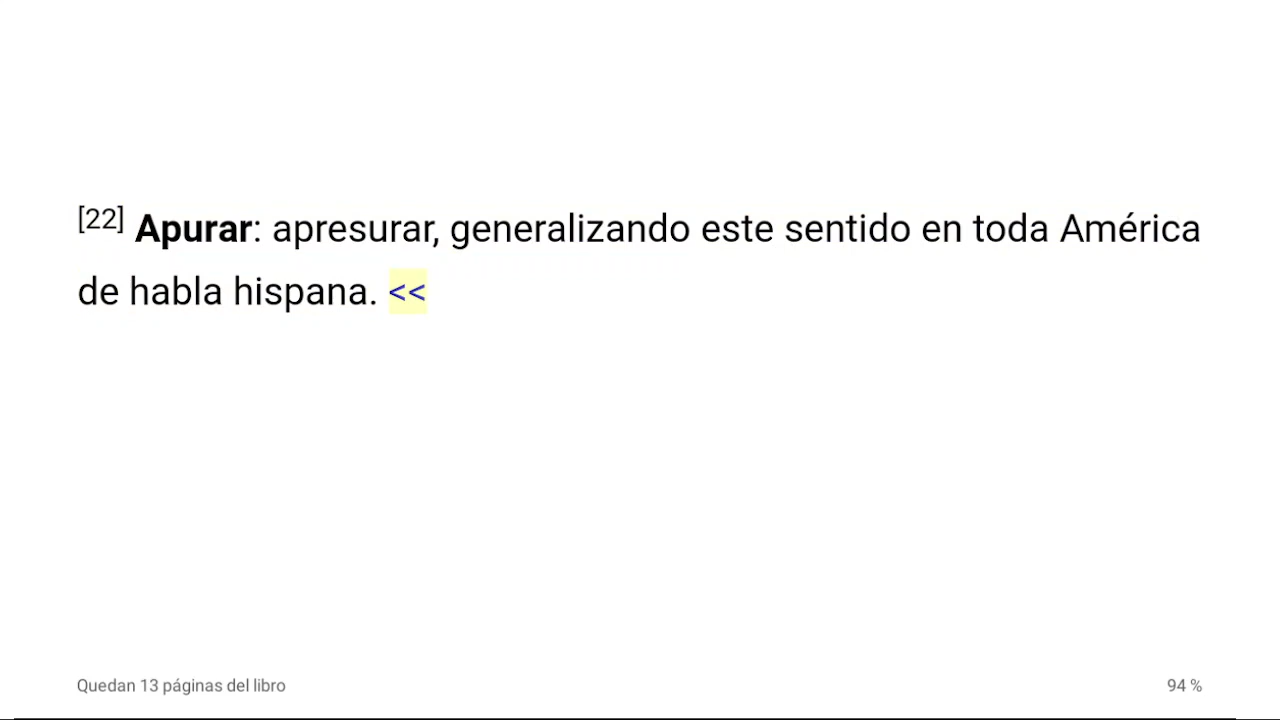 [22] Apurar: apresurar, generalizando este sentido en toda América
de habla hispana. <<
Quedan 13 páginas del libro
94 %